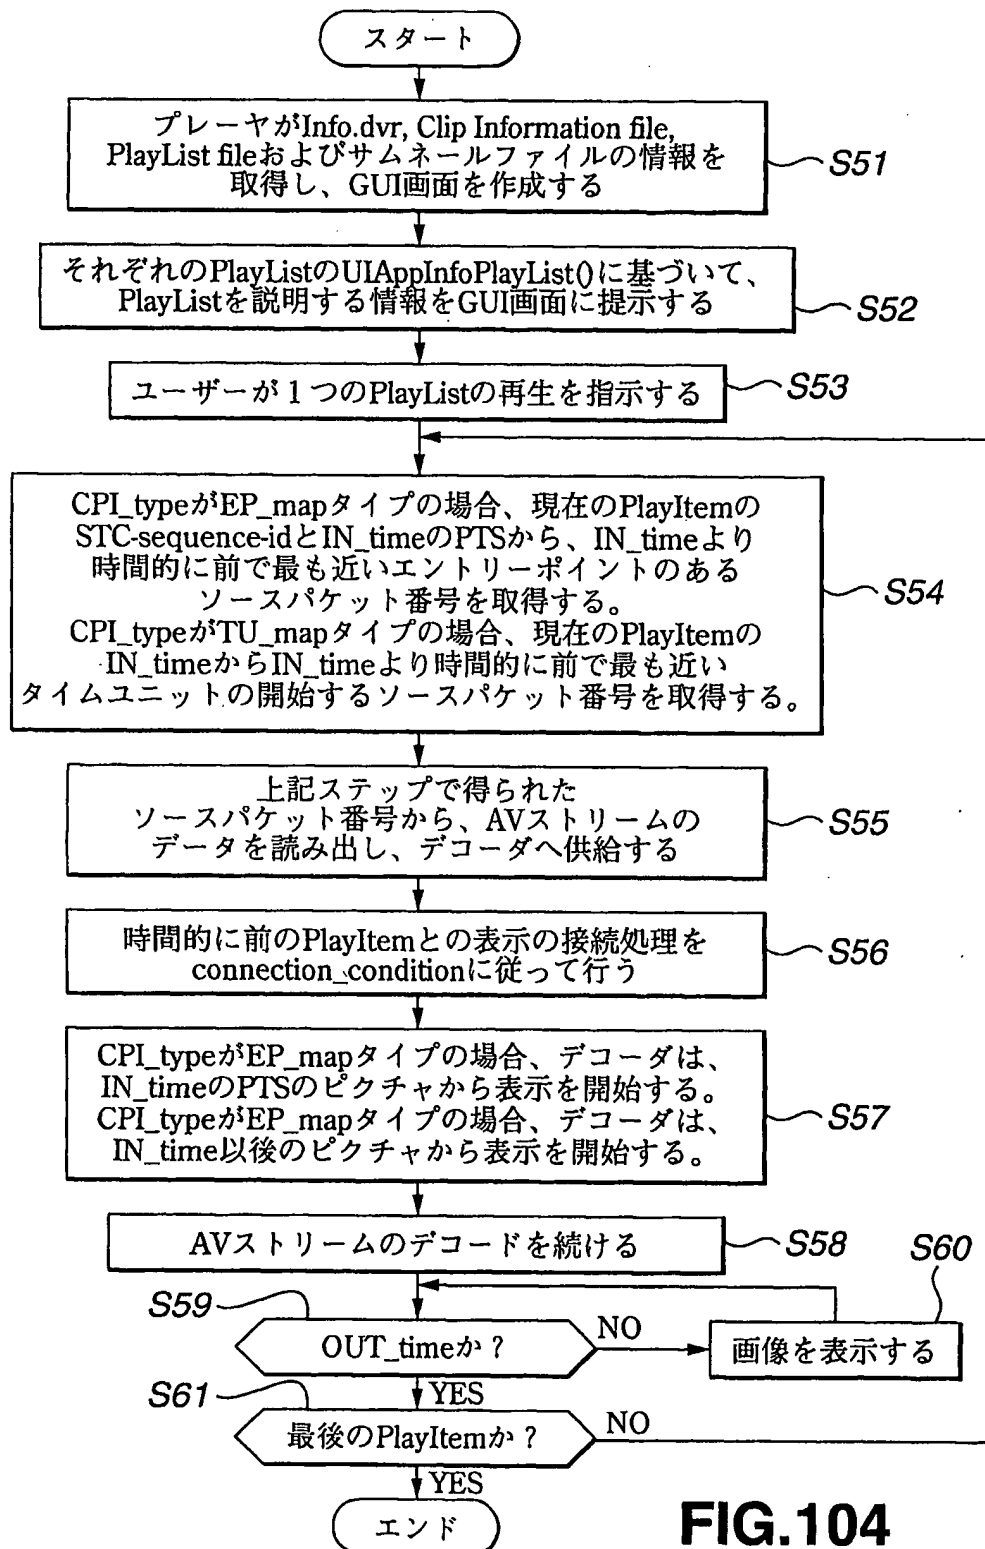 スタート
プレーヤがInfo.dvr, Clip Information file,
PlayList fileおよびサムネールファイルの情報を
取得し、GUI画面を作成する
S51
それぞれのPlayListのUIAppInfoPlayList()に基づいて、
PlayListを説明する情報をGUI画面に提示する
S52
ユーザーが1つのPlayListの再生を指示する
S53
CPI_typeがEP_mapタイプの場合、現在のPlayItemの
STC-sequence-idとIN_timeのPTSから、IN_timeより
時間的に前で最も近いエントリーポイントのある
ソースパケット番号を取得する。
CPI_typeがTU_mapタイプの場合、現在のPlayItemの
IN_timeからIN_timeより時間的に前で最も近い
タイムユニットの開始するソースパケット番号を取得する。
S54
上記ステップで得られた
ソースパケット番号から、AVストリームの
データを読み出し、デコーダへ供給する
S55
時間的に前のPlayItemとの表示の接続処理を
connection_conditionに従って行う
S56
CPI_typeがEP_mapタイプの場合、デコーダは、
IN_timeのPTSのピクチャから表示を開始する。
CPI_typeがEP_mapタイプの場合、デコーダは、
IN_time以後のピクチャから表示を開始する。
S57
AVストリームのデコードを続ける
S58
S59
OUT_timeか?
NO
画像を表示する
S60
YES
S61
最後のPlayItemか?
NO
YES
エンド
FIG.104